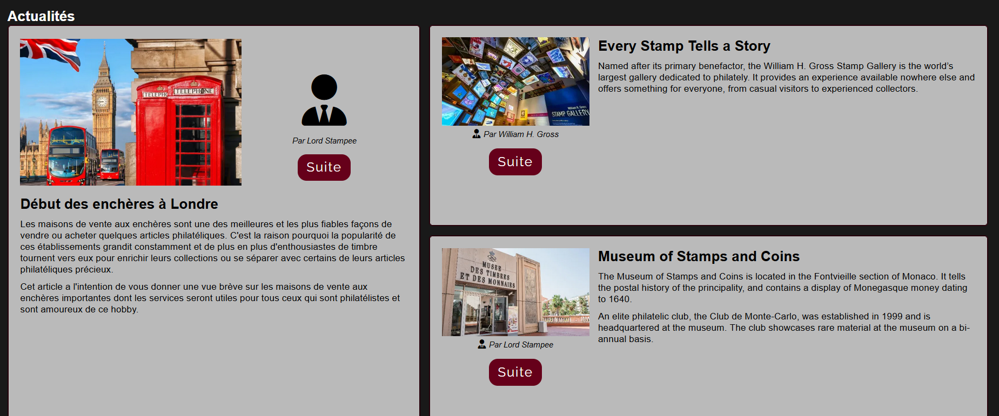 Actualités
TELEPHONE
Par Lord Stampee
Suite
Début des enchères à Londre
Les maisons de vente aux enchères sont une des meilleures et les plus fiables façons de
vendre ou acheter quelques articles philatéliques. C'est la raison pourquoi la popularité de
ces établissements grandit constamment et de plus en plus d'enthousiastes de timbre
tournent vers eux pour enrichir leurs collections ou se séparer avec certains de leurs articles
philatéliques précieux.
Cet article a l'intention de vous donner une vue brève sur les maisons de vente aux
enchères importantes dont les services seront utiles pour tous ceux qui sont philatélistes et
sont amoureux de ce hobby.
William H. Gross
STAMP GALLERY
Par William H. Gross
Suite
Every Stamp Tells a Story
Named after its primary benefactor, the William H. Gross Stamp Gallery is the world’s
largest gallery dedicated to philately. It provides an experience available nowhere else and
offers something for everyone, from casual visitors to experienced collectors.
MUSEE
DES TIMBRES
ET DES MONNAIES
Par Lord Stampee
Suite
Museum of Stamps and Coins
The Museum of Stamps and Coins is located in the Fontvieille section of Monaco. It tells
the postal history of the principality, and contains a display of Monegasque money dating
to 1640.
An elite philatelic club, the Club de Monte-Carlo, was established in 1999 and is
headquartered at the museum. The club showcases rare material at the museum on a bi-
annual basis.